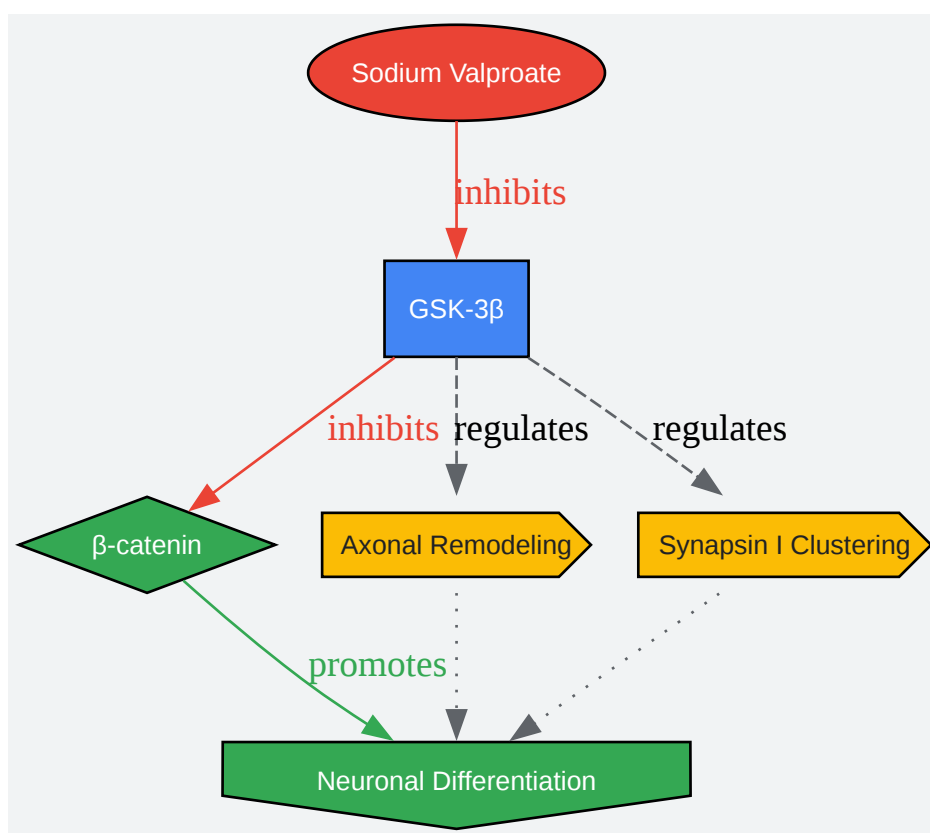 Sodium Valproate
inhibits
GSK-3β
inhibits
regulates
regulates
β-catenin
Axonal Remodeling
Synapsin I Clustering
promotes
Neuronal Differentiation